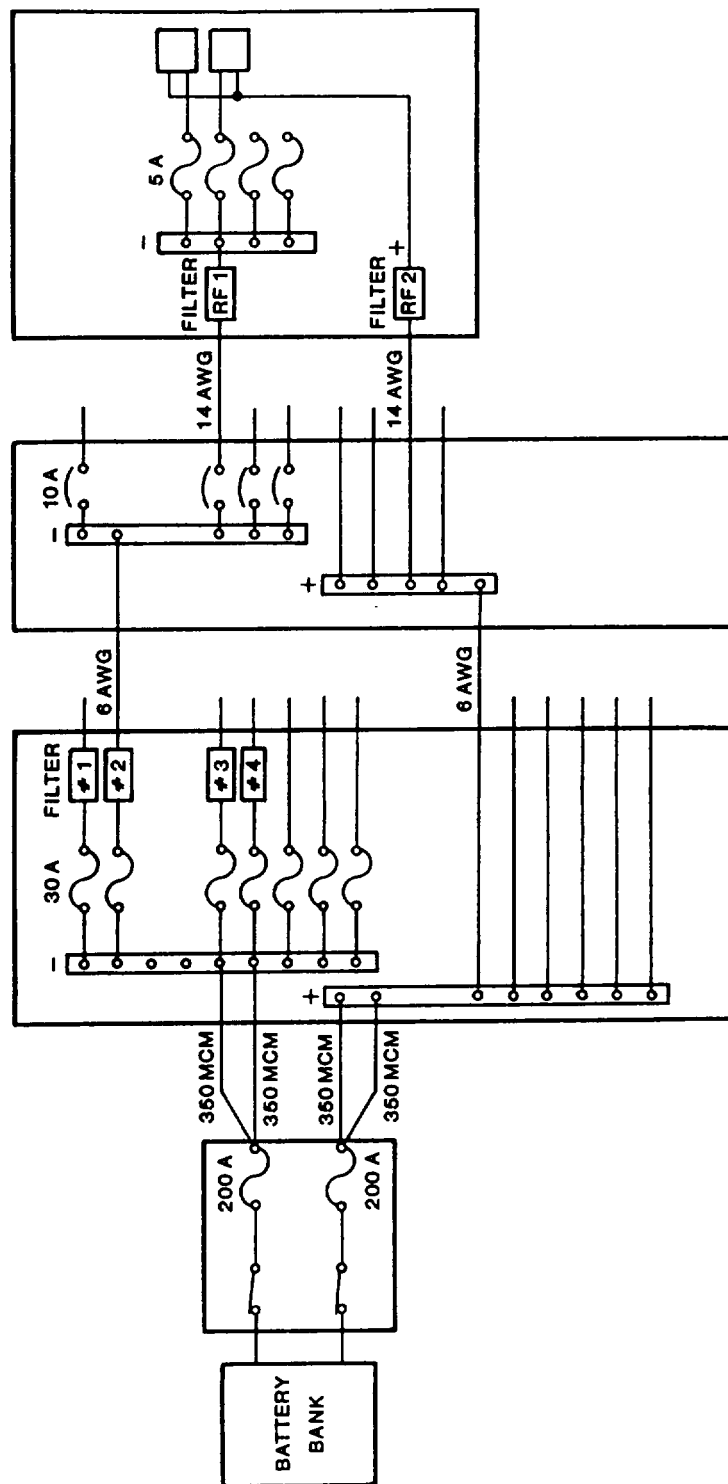 BATTERY
BANK
200 A
200 A
350 MCM
350 MCM
350 MCM
350 MCM
−
+
30 A
FILTER
≠1
≠2
≠3
≠4
6 AWG
6 AWG
−
+
10 A
14 AWG
14 AWG
FILTER
RF 1
FILTER
RF 2
−
+
5 A